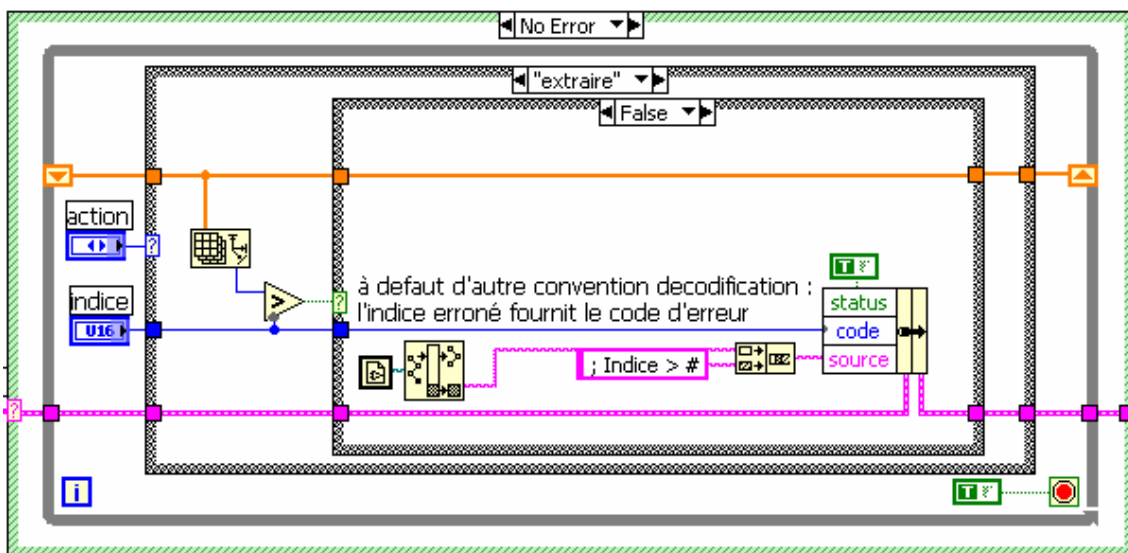 No Error
"extraire"
False
action
?
indice
U16
>
?
à defaut d'autre convention decodification :
l'indice erroné fournit le code d'erreur
T
status
code
source
; Indice > #
?
i
T